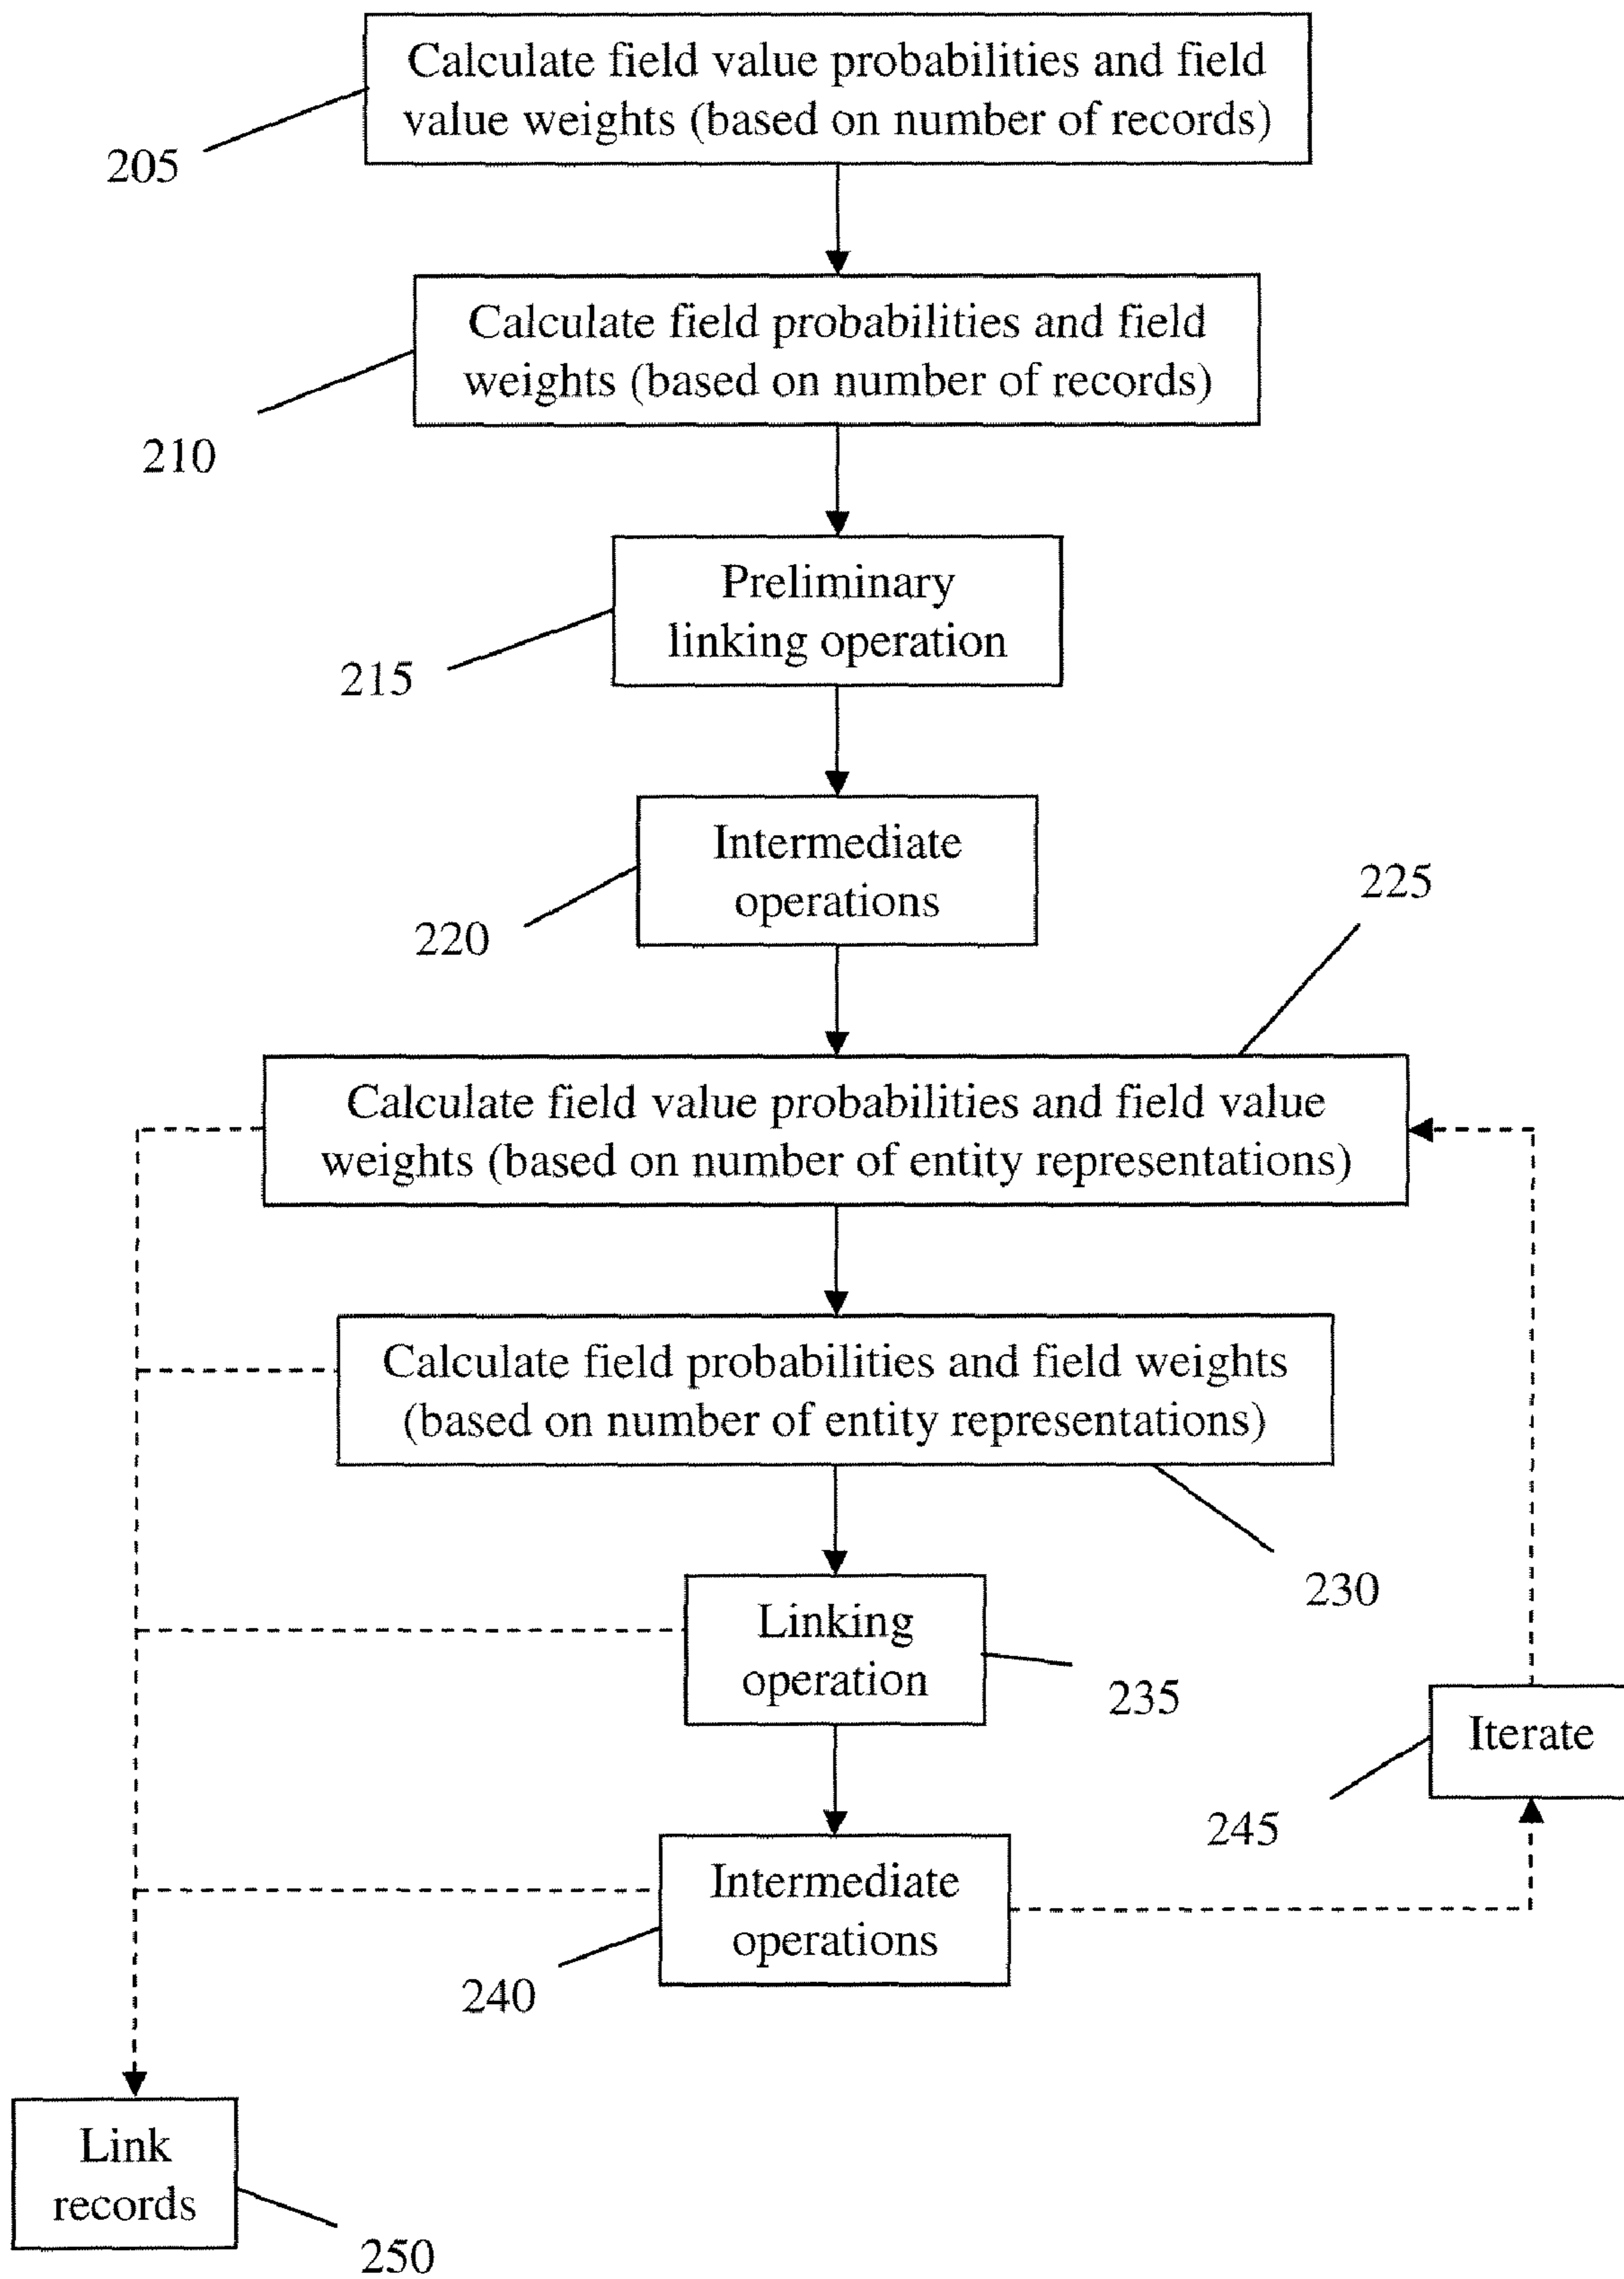 Calculate field value probabilities and field
value weights (based on number of records)
205
Calculate field probabilities and field
weights (based on number of records)
210
Preliminary
linking operation
215
Intermediate
operations
220
225
Calculate field value probabilities and field value
weights (based on number of entity representations)
Calculate field probabilities and field weights
(based on number of entity representations)
230
Linking
operation
235
Iterate
245
Intermediate
operations
240
Link
records
250